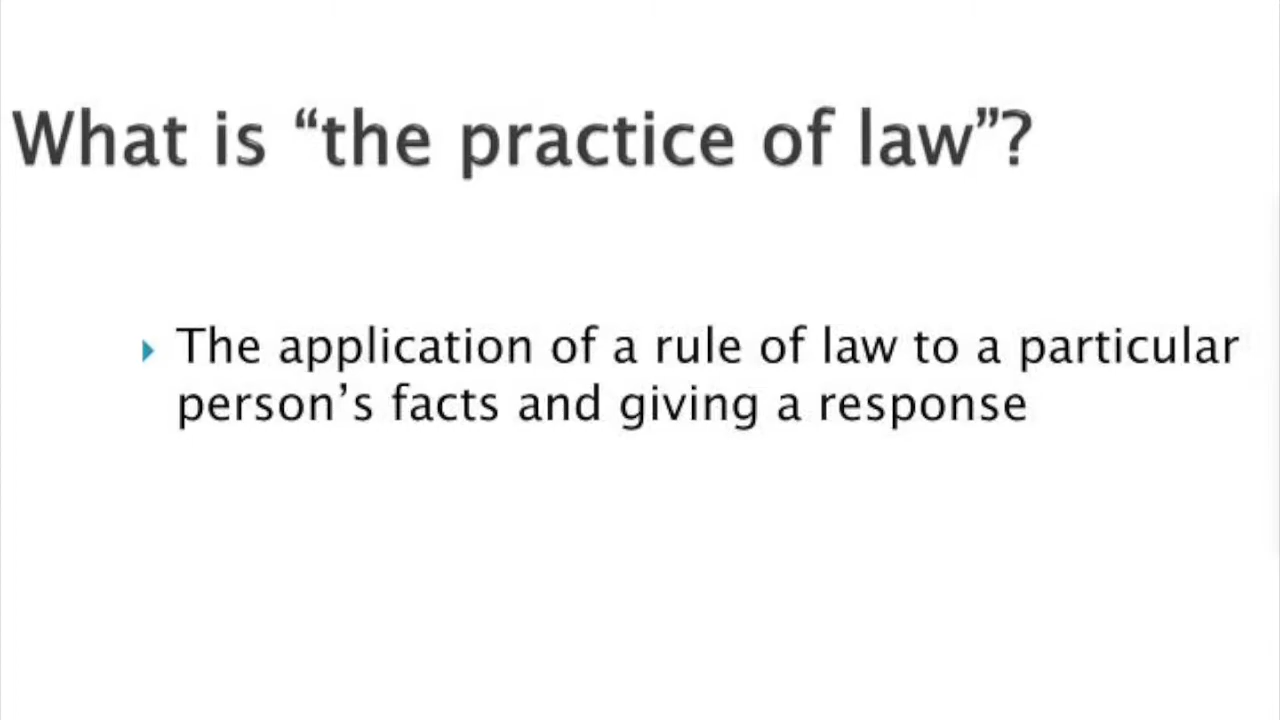 What is “the practice of law”?
The application of a rule of law to a particular
person’s facts and giving a response